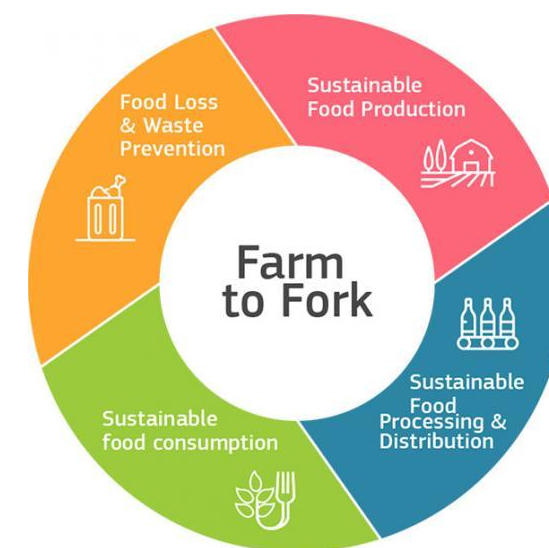 Food Loss
& Waste
Prevention
Sustainable
Food Production
Farm
to Fork
Sustainable
Food
Processing &
Distribution
Sustainable
food consumption